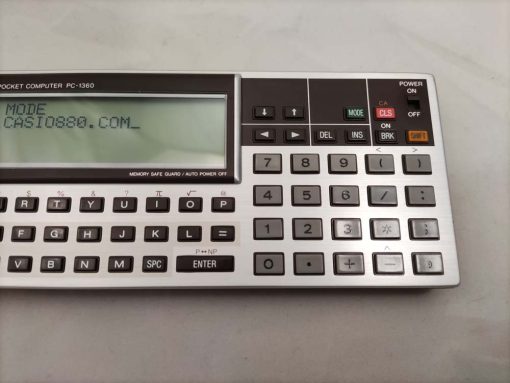 POCKET COMPUTER PC-1360
MODE
CASIO880.COM_
MEMORY SAFE GUARD / AUTO POWER OFF
POWER
ON
OFF
↓ ↑ MODE CA CLS
◄ ► DEL INS ON BRK SHIFT
< >
7 8 9 ( )
4 5 6 / :
1 2 3 * ;
^
0 . + −
$ % & ? π √ @
R T Y U I O P
F G H J K L =
P↔NP
V B N M SPC ENTER